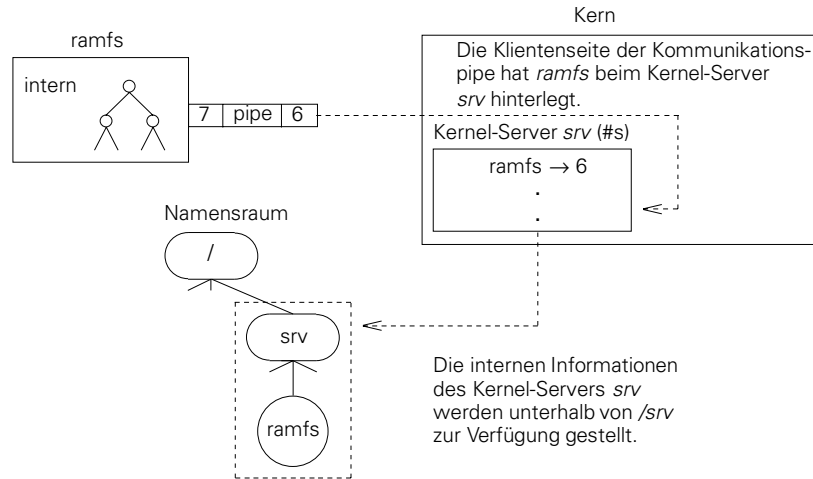 Kern
ramfs
Die Klientenseite der Kommunikations-
pipe hat ramfs beim Kernel-Server
srv hinterlegt.
intern
7 pipe 6
Kernel-Server srv (#s)
ramfs → 6
.
.
Namensraum
/
srv
ramfs
Die internen Informationen
des Kernel-Servers srv
werden unterhalb von /srv
zur Verfügung gestellt.